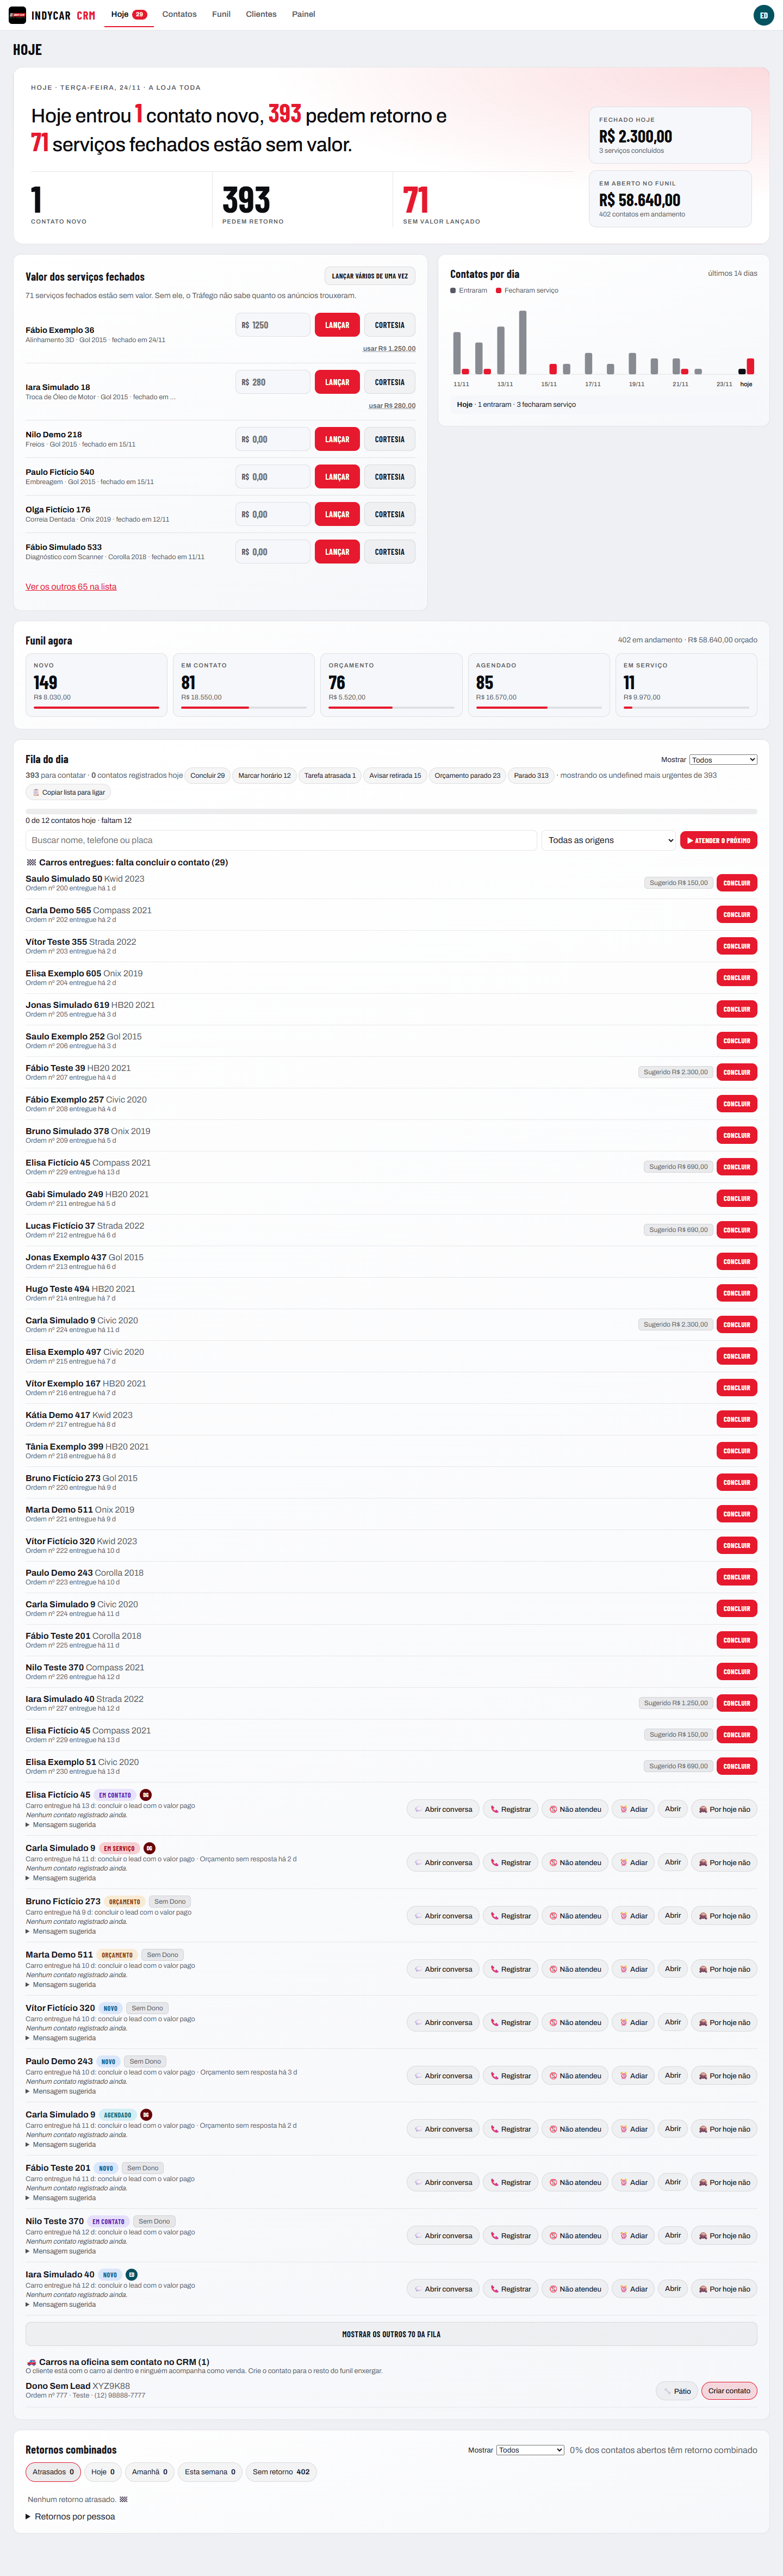 INDYCAR CRM
Hoje 29
Contatos
Funil
Clientes
Painel
ED
HOJE
HOJE · TERÇA-FEIRA, 24/11 · A LOJA TODA
Hoje entrou 1 contato novo, 393 pedem retorno e
71 serviços fechados estão sem valor.
1
CONTATO NOVO
393
PEDEM RETORNO
71
SEM VALOR LANÇADO
FECHADO HOJE
R$ 2.300,00
3 serviços concluídos
EM ABERTO NO FUNIL
R$ 58.640,00
402 contatos em andamento
Valor dos serviços fechados
LANÇAR VÁRIOS DE UMA VEZ
71 serviços fechados estão sem valor. Sem ele, o Tráfego não sabe quanto os anúncios trouxeram.
Fábio Exemplo 36
Alinhamento 3D · Gol 2015 · fechado em 24/11
R$ 1250
LANÇAR
CORTESIA
usar R$ 1.250,00
Iara Simulado 18
Troca de Óleo de Motor · Gol 2015 · fechado em ...
R$ 280
LANÇAR
CORTESIA
usar R$ 280,00
Nilo Demo 218
Freios · Gol 2015 · fechado em 15/11
R$ 0,00
LANÇAR
CORTESIA
Paulo Fictício 540
Embreagem · Gol 2015 · fechado em 15/11
R$ 0,00
LANÇAR
CORTESIA
Olga Fictício 176
Correia Dentada · Onix 2019 · fechado em 12/11
R$ 0,00
LANÇAR
CORTESIA
Fábio Simulado 533
Diagnóstico com Scanner · Corolla 2018 · fechado em 11/11
R$ 0,00
LANÇAR
CORTESIA
Ver os outros 65 na lista
Contatos por dia
últimos 14 dias
Entraram
Fecharam serviço
11/11 13/11 15/11 17/11 19/11 21/11 23/11 hoje
Hoje · 1 entraram · 3 fecharam serviço
Funil agora
402 em andamento · R$ 58.640,00 orçado
NOVO
149
R$ 8.030,00
EM CONTATO
81
R$ 18.550,00
ORÇAMENTO
76
R$ 5.520,00
AGENDADO
85
R$ 16.570,00
EM SERVIÇO
11
R$ 9.970,00
Fila do dia
Mostrar Todos
393 para contatar · 0 contatos registrados hoje Concluir 29 Marcar horário 12 Tarefa atrasada 1 Avisar retirada 15 Orçamento parado 23 Parado 313 · mostrando os undefined mais urgentes de 393
Copiar lista para ligar
0 de 12 contatos hoje · faltam 12
Buscar nome, telefone ou placa
Todas as origens
▶ ATENDER O PRÓXIMO
Carros entregues: falta concluir o contato (29)
Saulo Simulado 50 Kwid 2023
Ordem nº 200 entregue há 1 d
Sugerido R$ 150,00
CONCLUIR
Carla Demo 565 Compass 2021
Ordem nº 202 entregue há 2 d
CONCLUIR
Vítor Teste 355 Strada 2022
Ordem nº 203 entregue há 2 d
CONCLUIR
Elisa Exemplo 605 Onix 2019
Ordem nº 204 entregue há 2 d
CONCLUIR
Jonas Simulado 619 HB20 2021
Ordem nº 205 entregue há 3 d
CONCLUIR
Saulo Exemplo 252 Gol 2015
Ordem nº 206 entregue há 3 d
CONCLUIR
Fábio Teste 39 HB20 2021
Ordem nº 207 entregue há 4 d
Sugerido R$ 2.300,00
CONCLUIR
Fábio Exemplo 257 Civic 2020
Ordem nº 208 entregue há 4 d
CONCLUIR
Bruno Simulado 378 Onix 2019
Ordem nº 209 entregue há 5 d
CONCLUIR
Elisa Fictício 45 Compass 2021
Ordem nº 229 entregue há 13 d
Sugerido R$ 690,00
CONCLUIR
Gabi Simulado 249 HB20 2021
Ordem nº 211 entregue há 5 d
CONCLUIR
Lucas Fictício 37 Strada 2022
Ordem nº 212 entregue há 6 d
Sugerido R$ 690,00
CONCLUIR
Jonas Exemplo 437 Gol 2015
Ordem nº 213 entregue há 6 d
CONCLUIR
Hugo Teste 494 HB20 2021
Ordem nº 214 entregue há 7 d
CONCLUIR
Carla Simulado 9 Civic 2020
Ordem nº 224 entregue há 11 d
Sugerido R$ 2.300,00
CONCLUIR
Elisa Exemplo 497 Civic 2020
Ordem nº 215 entregue há 7 d
CONCLUIR
Vítor Exemplo 167 HB20 2021
Ordem nº 216 entregue há 7 d
CONCLUIR
Kátia Demo 417 Kwid 2023
Ordem nº 217 entregue há 8 d
CONCLUIR
Tânia Exemplo 399 HB20 2021
Ordem nº 218 entregue há 8 d
CONCLUIR
Bruno Fictício 273 Gol 2015
Ordem nº 220 entregue há 9 d
CONCLUIR
Marta Demo 511 Onix 2019
Ordem nº 221 entregue há 9 d
CONCLUIR
Vítor Fictício 320 Kwid 2023
Ordem nº 222 entregue há 10 d
CONCLUIR
Paulo Demo 243 Corolla 2018
Ordem nº 223 entregue há 10 d
CONCLUIR
Carla Simulado 9 Civic 2020
Ordem nº 224 entregue há 11 d
CONCLUIR
Fábio Teste 201 Corolla 2018
Ordem nº 225 entregue há 11 d
CONCLUIR
Nilo Teste 370 Compass 2021
Ordem nº 226 entregue há 12 d
CONCLUIR
Iara Simulado 40 Strada 2022
Ordem nº 227 entregue há 12 d
Sugerido R$ 1.250,00
CONCLUIR
Elisa Fictício 45 Compass 2021
Ordem nº 229 entregue há 13 d
Sugerido R$ 150,00
CONCLUIR
Elisa Exemplo 51 Civic 2020
Ordem nº 230 entregue há 13 d
Sugerido R$ 690,00
CONCLUIR
Elisa Fictício 45 EM CONTATO
Carro entregue há 13 d: concluir o lead com o valor pago
Nenhum contato registrado ainda.
▶ Mensagem sugerida
Abrir conversa Registrar Não atendeu Adiar Abrir Por hoje não
Carla Simulado 9 EM SERVIÇO
Carro entregue há 11 d: concluir o lead com o valor pago · Orçamento sem resposta há 2 d
Nenhum contato registrado ainda.
▶ Mensagem sugerida
Abrir conversa Registrar Não atendeu Adiar Abrir Por hoje não
Bruno Fictício 273 ORÇAMENTO Sem Dono
Carro entregue há 9 d: concluir o lead com o valor pago
Nenhum contato registrado ainda.
▶ Mensagem sugerida
Abrir conversa Registrar Não atendeu Adiar Abrir Por hoje não
Marta Demo 511 ORÇAMENTO Sem Dono
Carro entregue há 10 d: concluir o lead com o valor pago
Nenhum contato registrado ainda.
▶ Mensagem sugerida
Abrir conversa Registrar Não atendeu Adiar Abrir Por hoje não
Vítor Fictício 320 NOVO Sem Dono
Carro entregue há 10 d: concluir o lead com o valor pago
Nenhum contato registrado ainda.
▶ Mensagem sugerida
Abrir conversa Registrar Não atendeu Adiar Abrir Por hoje não
Paulo Demo 243 NOVO Sem Dono
Carro entregue há 10 d: concluir o lead com o valor pago · Orçamento sem resposta há 3 d
Nenhum contato registrado ainda.
▶ Mensagem sugerida
Abrir conversa Registrar Não atendeu Adiar Abrir Por hoje não
Carla Simulado 9 AGENDADO
Carro entregue há 11 d: concluir o lead com o valor pago · Orçamento sem resposta há 2 d
Nenhum contato registrado ainda.
▶ Mensagem sugerida
Abrir conversa Registrar Não atendeu Adiar Abrir Por hoje não
Fábio Teste 201 NOVO Sem Dono
Carro entregue há 11 d: concluir o lead com o valor pago
Nenhum contato registrado ainda.
▶ Mensagem sugerida
Abrir conversa Registrar Não atendeu Adiar Abrir Por hoje não
Nilo Teste 370 EM CONTATO Sem Dono
Carro entregue há 12 d: concluir o lead com o valor pago
Nenhum contato registrado ainda.
▶ Mensagem sugerida
Abrir conversa Registrar Não atendeu Adiar Abrir Por hoje não
Iara Simulado 40 NOVO ED
Carro entregue há 12 d: concluir o lead com o valor pago
Nenhum contato registrado ainda.
▶ Mensagem sugerida
Abrir conversa Registrar Não atendeu Adiar Abrir Por hoje não
MOSTRAR OS OUTROS 70 DA FILA
Carros na oficina sem contato no CRM (1)
O cliente está com o carro aí dentro e ninguém acompanha como venda. Crie o contato para o resto do funil enxergar.
Dono Sem Lead XYZ9K88
Ordem nº 777 · Teste · (12) 98888-7777
Pátio
Criar contato
Retornos combinados
Mostrar Todos
0% dos contatos abertos têm retorno combinado
Atrasados 0 Hoje 0 Amanhã 0 Esta semana 0 Sem retorno 402
Nenhum retorno atrasado.
▶ Retornos por pessoa